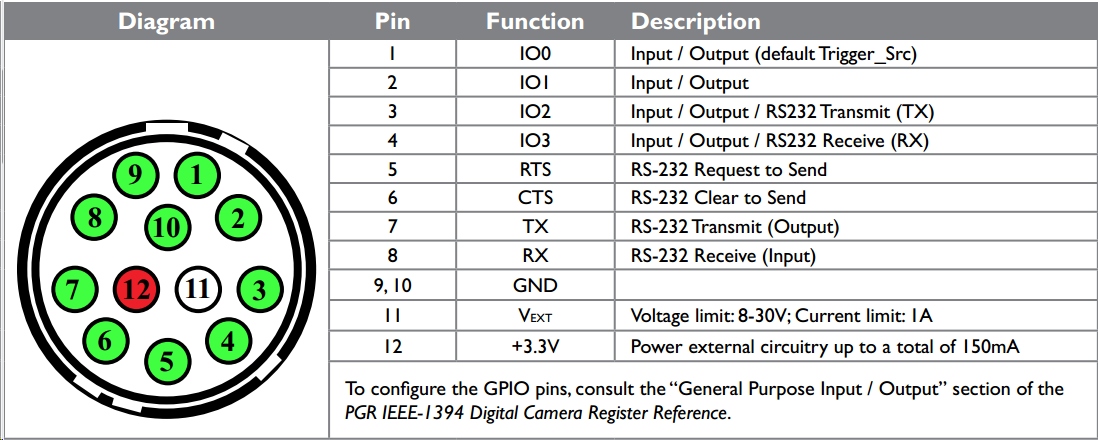 Diagram Pin Function Description
1 IO0 Input / Output (default Trigger_Src)
2 IO1 Input / Output
3 IO2 Input / Output / RS232 Transmit (TX)
4 IO3 Input / Output / RS232 Receive (RX)
5 RTS RS-232 Request to Send
6 CTS RS-232 Clear to Send
7 TX RS-232 Transmit (Output)
8 RX RS-232 Receive (Input)
9, 10 GND
11 VEXT Voltage limit: 8-30V; Current limit: 1A
12 +3.3V Power external circuitry up to a total of 150mA
To configure the GPIO pins, consult the “General Purpose Input / Output” section of the
PGR IEEE-1394 Digital Camera Register Reference.
9 1
8 10 2
7 12 11 3
6 5 4